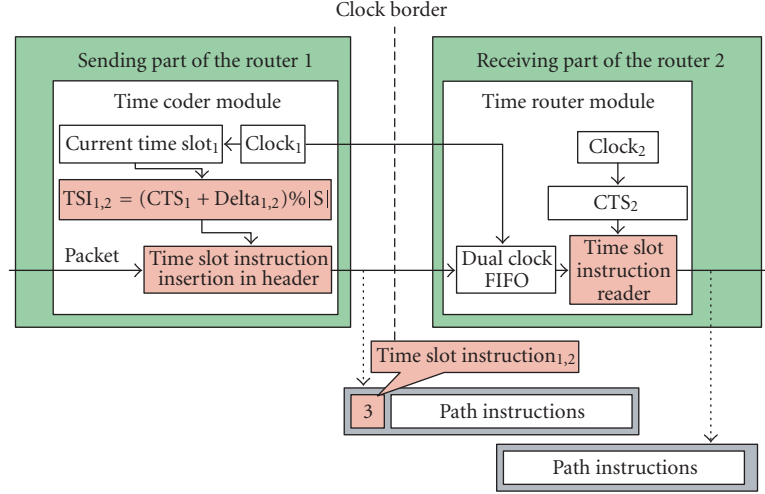 Clock border
Sending part of the router 1
Receiving part of the router 2
Time coder module
Time router module
Current time slot₁
Clock₁
Clock₂
TSI₁,₂ = (CTS₁ + Delta₁,₂)%|S|
CTS₂
Packet
Time slot instruction
insertion in header
Dual clock
FIFO
Time slot
instruction
reader
Time slot instruction₁,₂
3
Path instructions
Path instructions